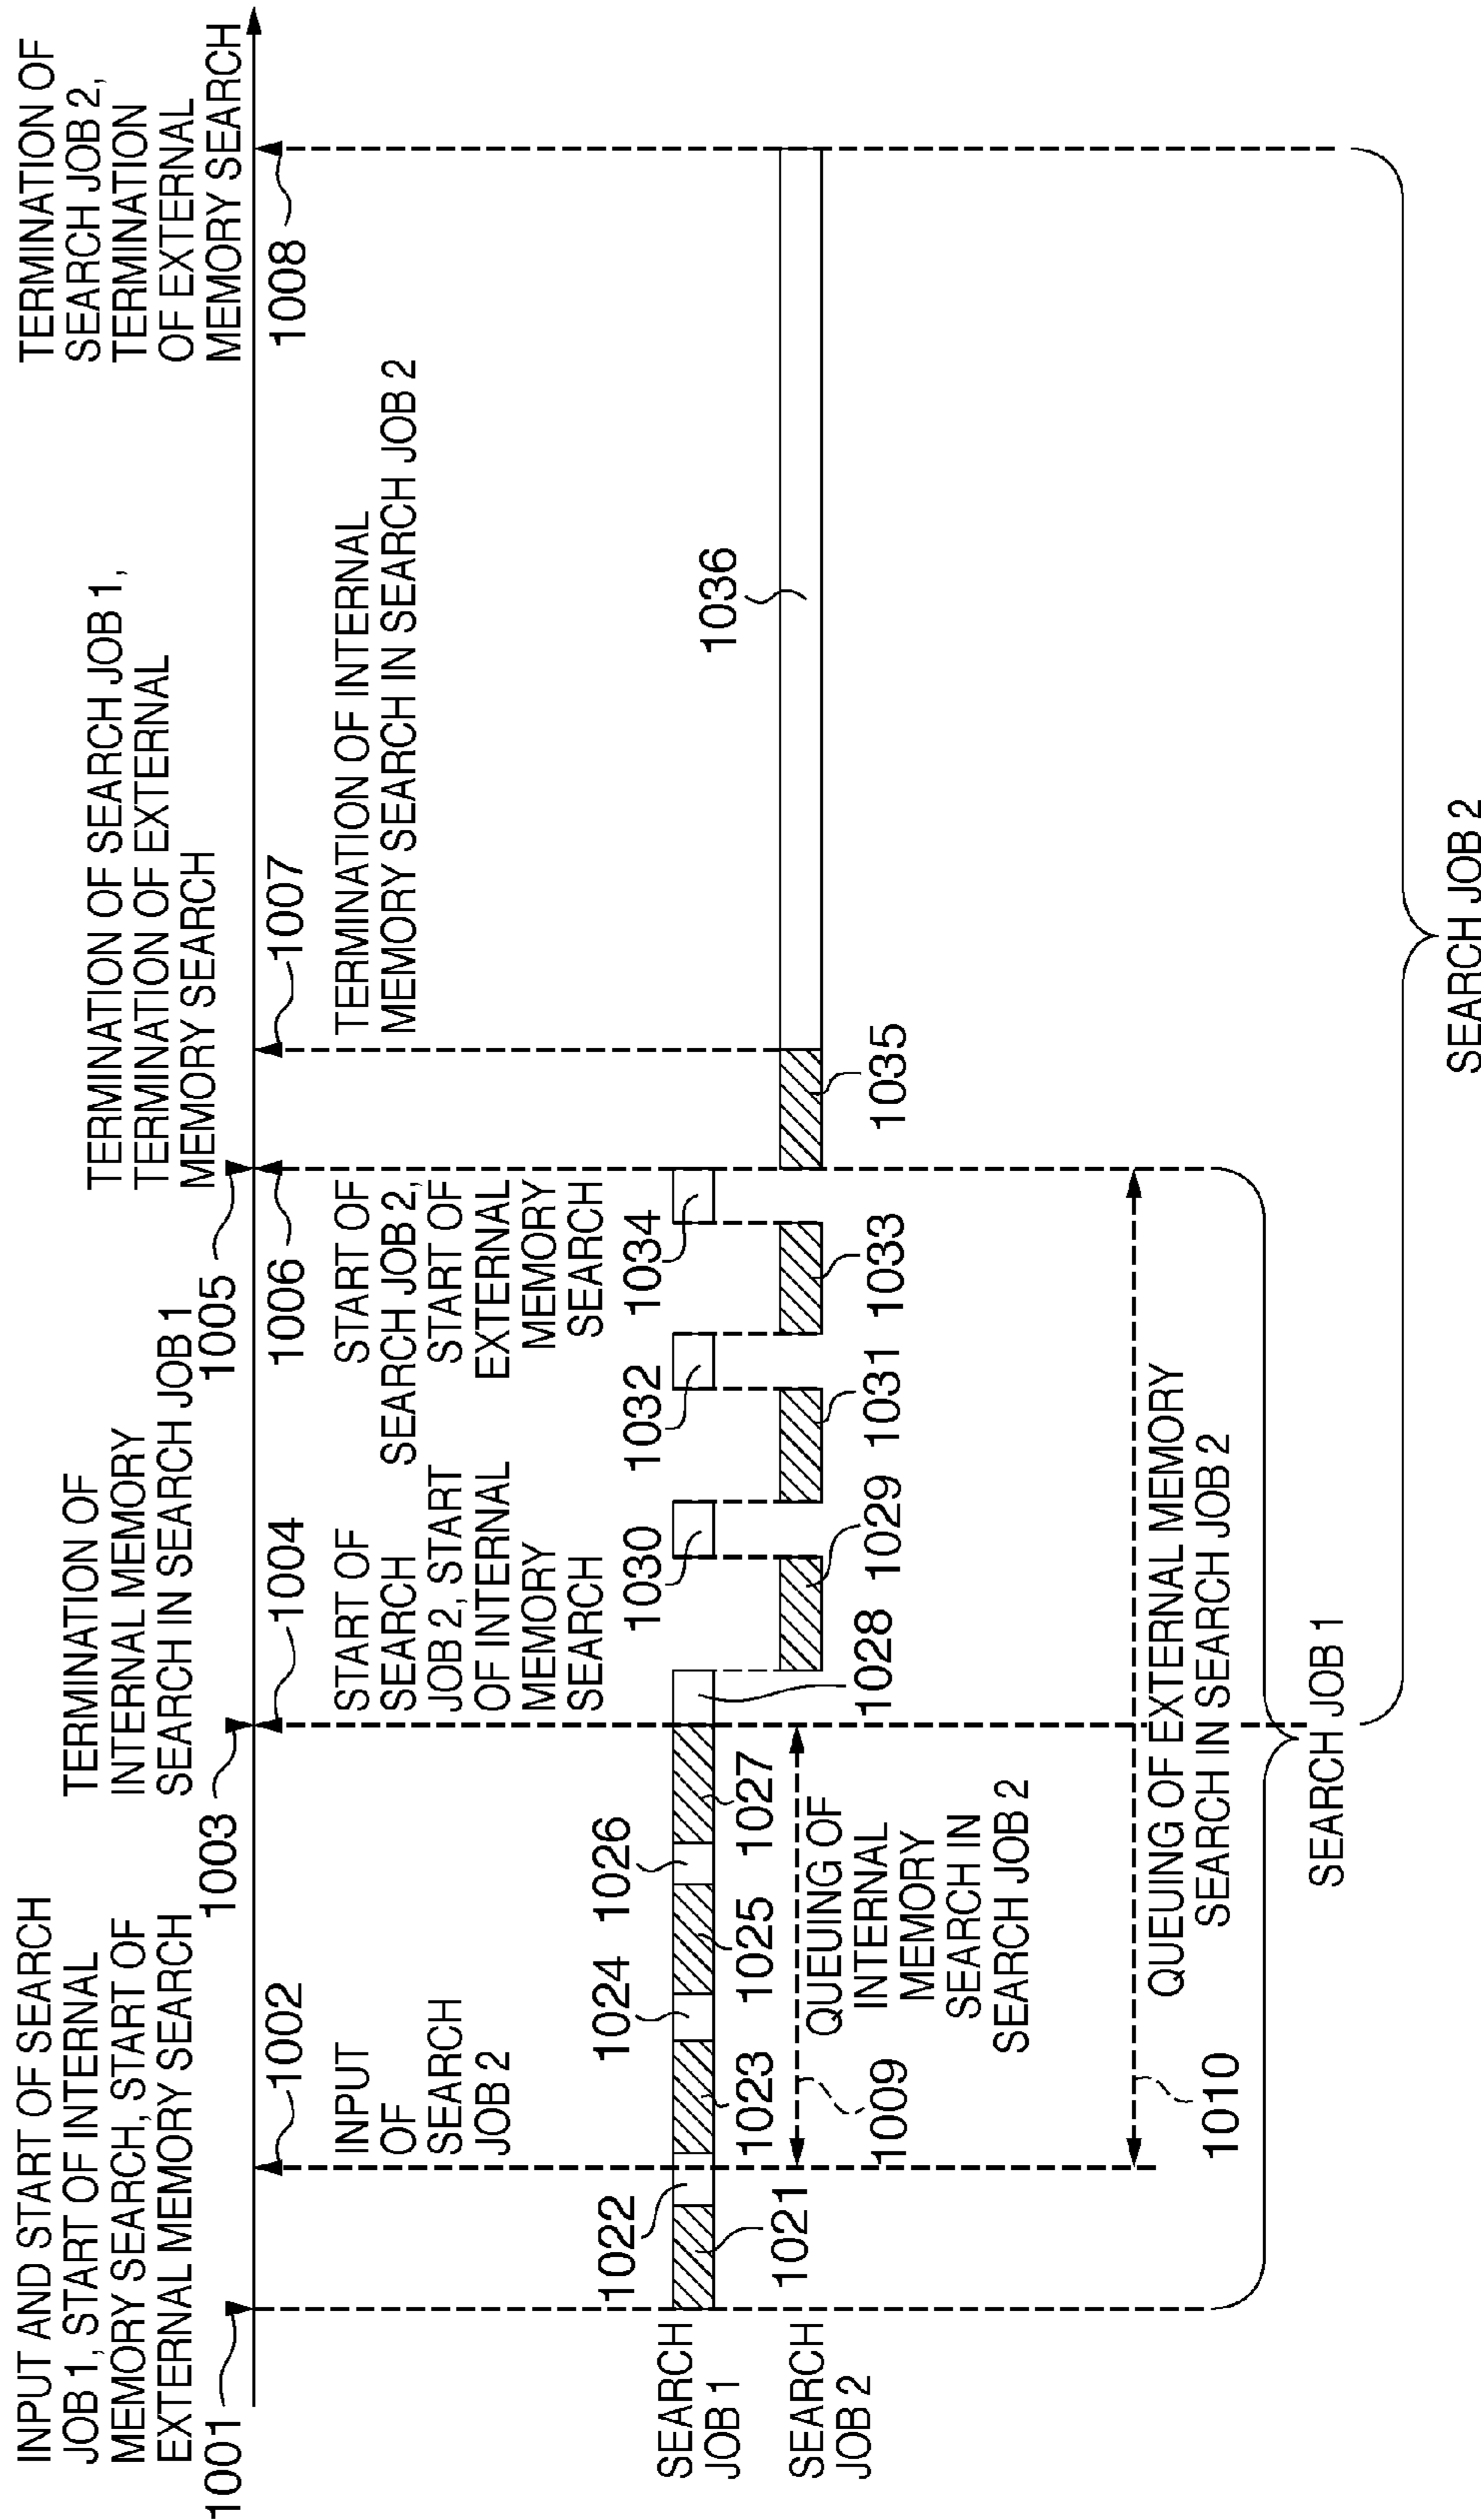 INPUT AND START OF SEARCH
JOB 1, START OF INTERNAL
MEMORY SEARCH, START OF
EXTERNAL MEMORY SEARCH
1001
TERMINATION OF
INTERNAL MEMORY
SEARCH IN SEARCH JOB1
1003
TERMINATION OF SEARCH JOB 1,
TERMINATION OF EXTERNAL
MEMORY SEARCH
1005
TERMINATION OF
SEARCH JOB 2,
TERMINATION
OF EXTERNAL
MEMORY SEARCH
1002
INPUT
OF
SEARCH
JOB 2
1004
START OF
SEARCH
JOB 2, START
OF INTERNAL
MEMORY
SEARCH
1006
START OF
SEARCH JOB 2,
START OF
EXTERNAL
MEMORY
SEARCH
1007
TERMINATION OF INTERNAL
MEMORY SEARCH IN SEARCH JOB 2
1008
1022
1024
1026
1030
1032
1034
1036
SEARCH
JOB 1
1021
1023
1025
1027
SEARCH
JOB 2
1028
1029
1031
1033
1035
1009
QUEUING OF
INTERNAL
MEMORY
SEARCH IN
SEARCH JOB 2
1010
QUEUING OF EXTERNAL MEMORY
SEARCH IN SEARCH JOB 2
SEARCH JOB 1
SEARCH JOB 2